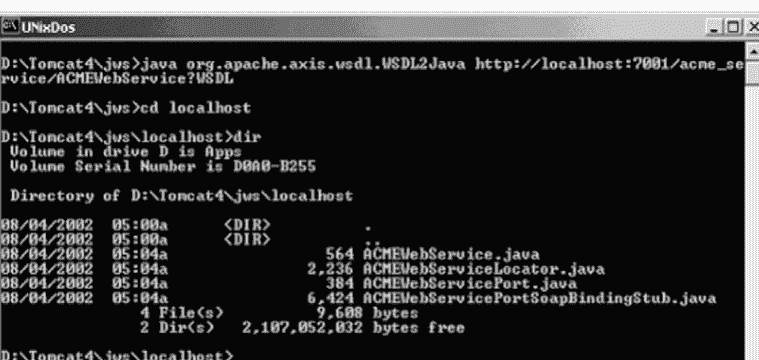 UNixDos
D:\Tomcat4\jws>java org.apache.axis.wsdl.WSDL2Java http://localhost:7001/acme_se
rvice/ACMEWebService?WSDL
D:\Tomcat4\jws>cd localhost
D:\Tomcat4\jws\localhost>dir
Volume in drive D is Apps
Volume Serial Number is D0A0-B255
Directory of D:\Tomcat4\jws\localhost
08/04/2002 05:00a <DIR> .
08/04/2002 05:00a <DIR> ..
08/04/2002 05:04a 564 ACMEWebService.java
08/04/2002 05:04a 2,236 ACMEWebServiceLocator.java
08/04/2002 05:04a 384 ACMEWebServicePort.java
08/04/2002 05:04a 6,424 ACMEWebServicePortSoapBindingStub.java
4 File(s) 9,608 bytes
2 Dir(s) 2,107,052,032 bytes free
D:\Tomcat4\jws\localhost>